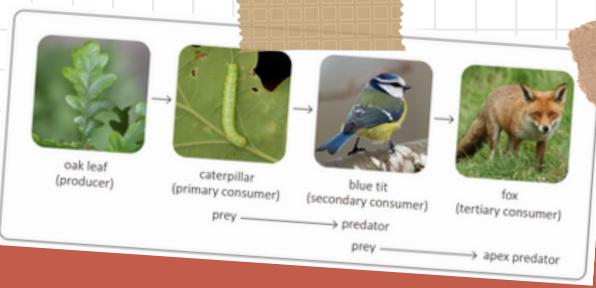 oak leaf
(producer)
caterpillar
(primary consumer)
blue tit
(secondary consumer)
fox
(tertiary consumer)
prey predator
prey apex predator